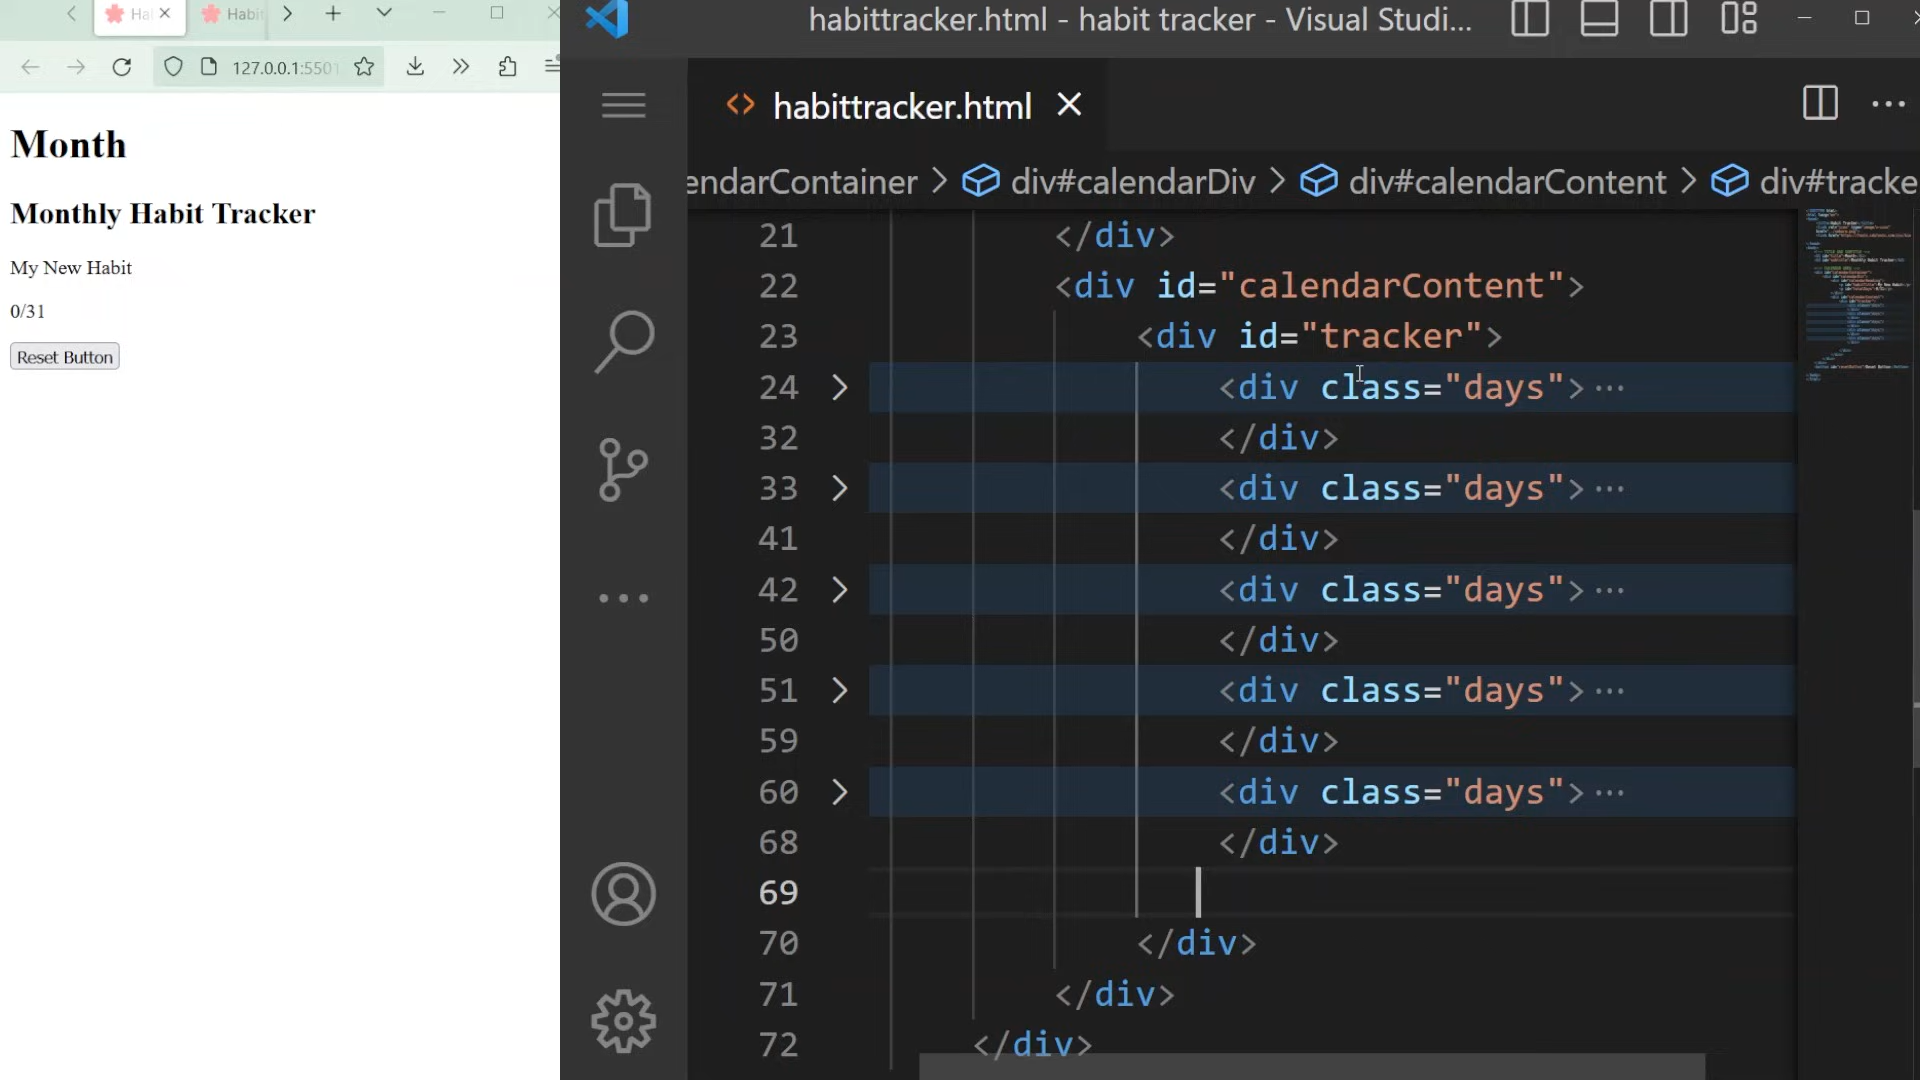 Hal
Habit
127.0.0.1:5501
Month
Monthly Habit Tracker
My New Habit
0/31
Reset Button
habittracker.html - habit tracker - Visual Studi...
habittracker.html
endarContainer > div#calendarDiv > div#calendarContent > div#tracke
21 </div>
22 <div id="calendarContent">
23 <div id="tracker">
24 <div class="days">···
32 </div>
33 <div class="days">···
41 </div>
42 <div class="days">···
50 </div>
51 <div class="days">···
59 </div>
60 <div class="days">···
68 </div>
69
70 </div>
71 </div>
72 </div>